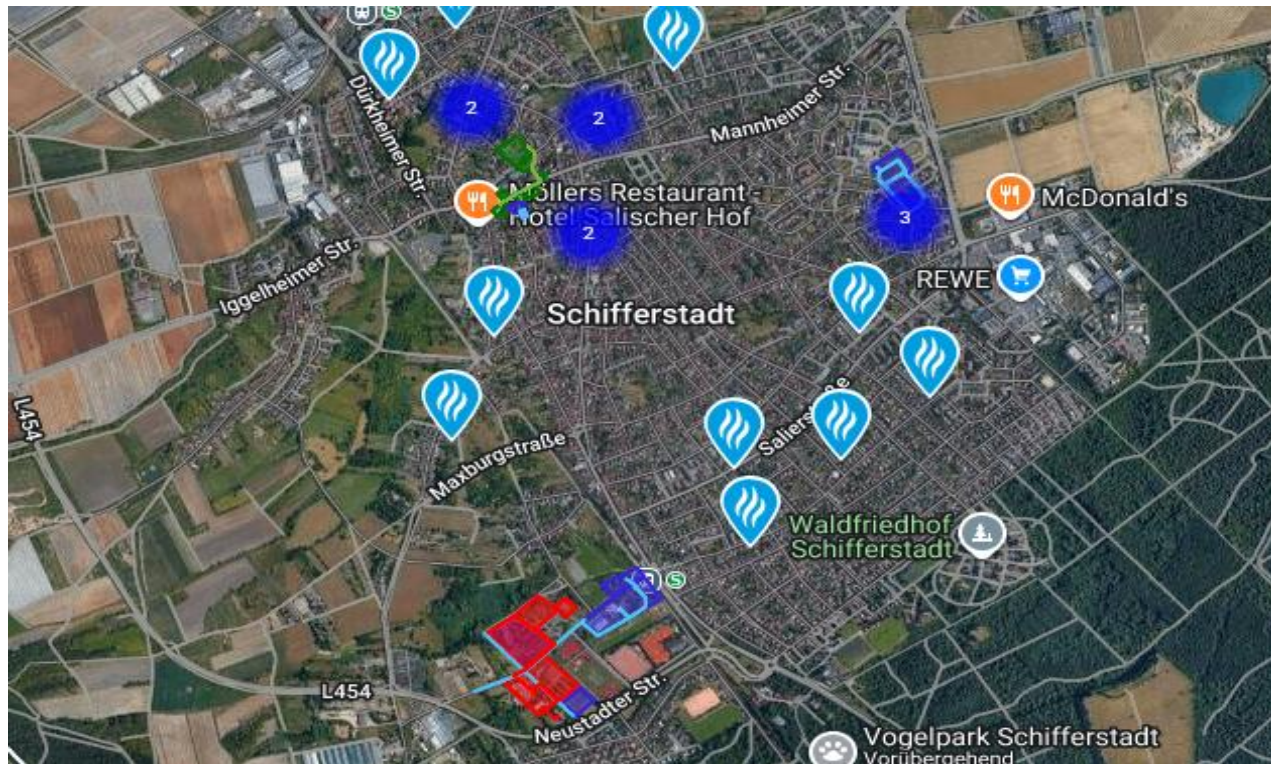 S
Dürkheimer Str.
2
2
Mannheimer Str.
Möllers Restaurant -
Hotel Salischer Hof
McDonald's
3
2
Iggelheimer Str.
REWE
Schifferstadt
L454
Maxburgstraße
Waldfriedhof
Schifferstadt
S
L454
Neustadter Str.
Vogelpark Schifferstadt
Vorübergehend